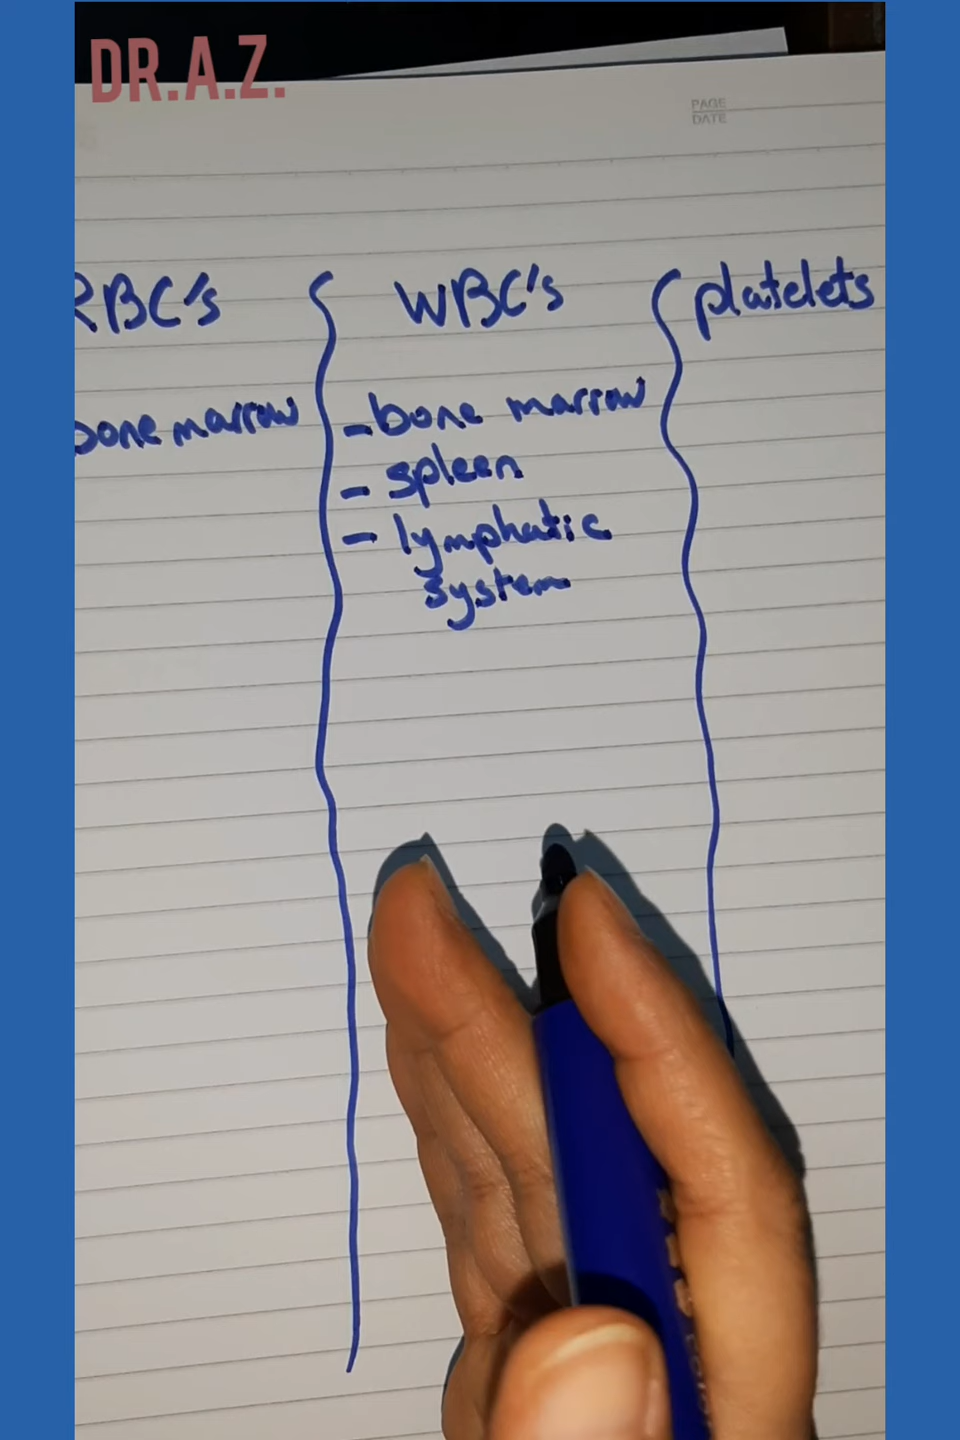 DR.A.Z.
PAGE
DATE
RBC's
WBC's
platelets
bone marrow
- bone marrow
- spleen
- lymphatic
system